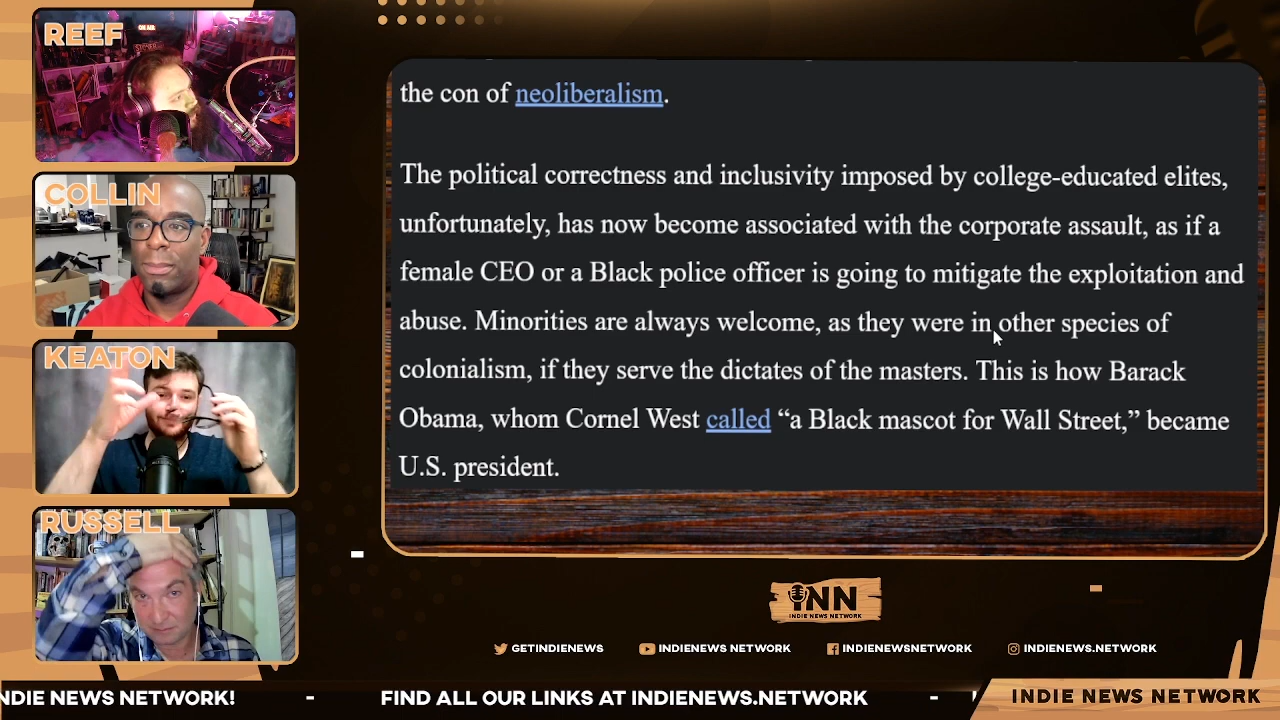 REEF
ON AIR
COLLIN
KEATON
RUSSELL
the con of neoliberalism.
The political correctness and inclusivity imposed by college-educated elites,
unfortunately, has now become associated with the corporate assault, as if a
female CEO or a Black police officer is going to mitigate the exploitation and
abuse. Minorities are always welcome, as they were in other species of
colonialism, if they serve the dictates of the masters. This is how Barack
Obama, whom Cornel West called “a Black mascot for Wall Street,” became
U.S. president.
iNN
INDIE NEWS NETWORK
GETINDIENEWS
INDIENEWS NETWORK
INDIENEWSNETWORK
INDIENEWS.NETWORK
NDIE NEWS NETWORK! - FIND ALL OUR LINKS AT INDIENEWS.NETWORK -
INDIE NEWS NETWORK